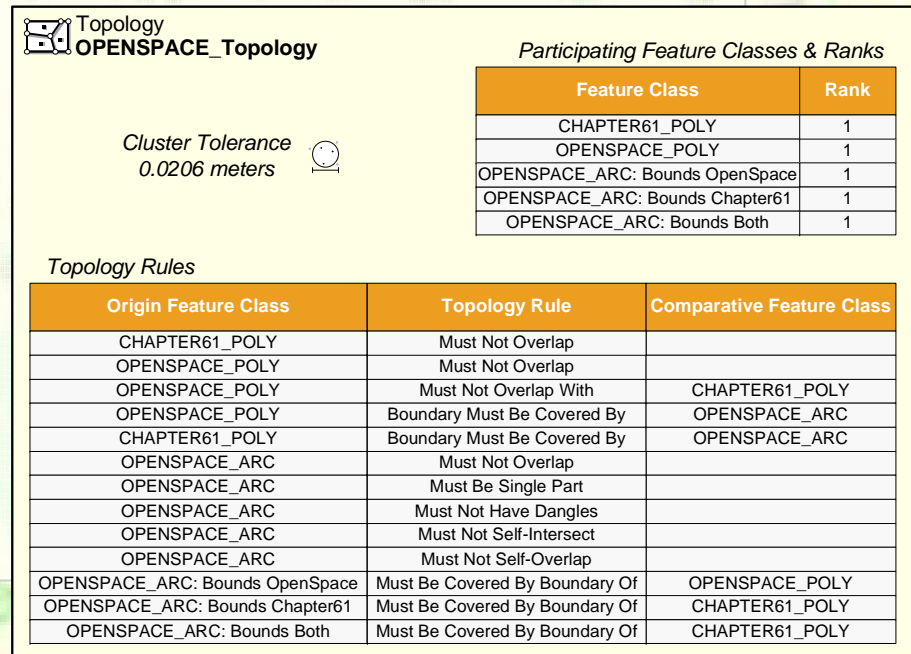 Topology
OPENSPACE_Topology
Participating Feature Classes & Ranks
Feature Class Rank
CHAPTER61_POLY 1
OPENSPACE_POLY 1
OPENSPACE_ARC: Bounds OpenSpace 1
OPENSPACE_ARC: Bounds Chapter61 1
OPENSPACE_ARC: Bounds Both 1
Cluster Tolerance
0.0206 meters
Topology Rules
Origin Feature Class Topology Rule Comparative Feature Class
CHAPTER61_POLY Must Not Overlap
OPENSPACE_POLY Must Not Overlap
OPENSPACE_POLY Must Not Overlap With CHAPTER61_POLY
OPENSPACE_POLY Boundary Must Be Covered By OPENSPACE_ARC
CHAPTER61_POLY Boundary Must Be Covered By OPENSPACE_ARC
OPENSPACE_ARC Must Not Overlap
OPENSPACE_ARC Must Be Single Part
OPENSPACE_ARC Must Not Have Dangles
OPENSPACE_ARC Must Not Self-Intersect
OPENSPACE_ARC Must Not Self-Overlap
OPENSPACE_ARC: Bounds OpenSpace Must Be Covered By Boundary Of OPENSPACE_POLY
OPENSPACE_ARC: Bounds Chapter61 Must Be Covered By Boundary Of CHAPTER61_POLY
OPENSPACE_ARC: Bounds Both Must Be Covered By Boundary Of CHAPTER61_POLY